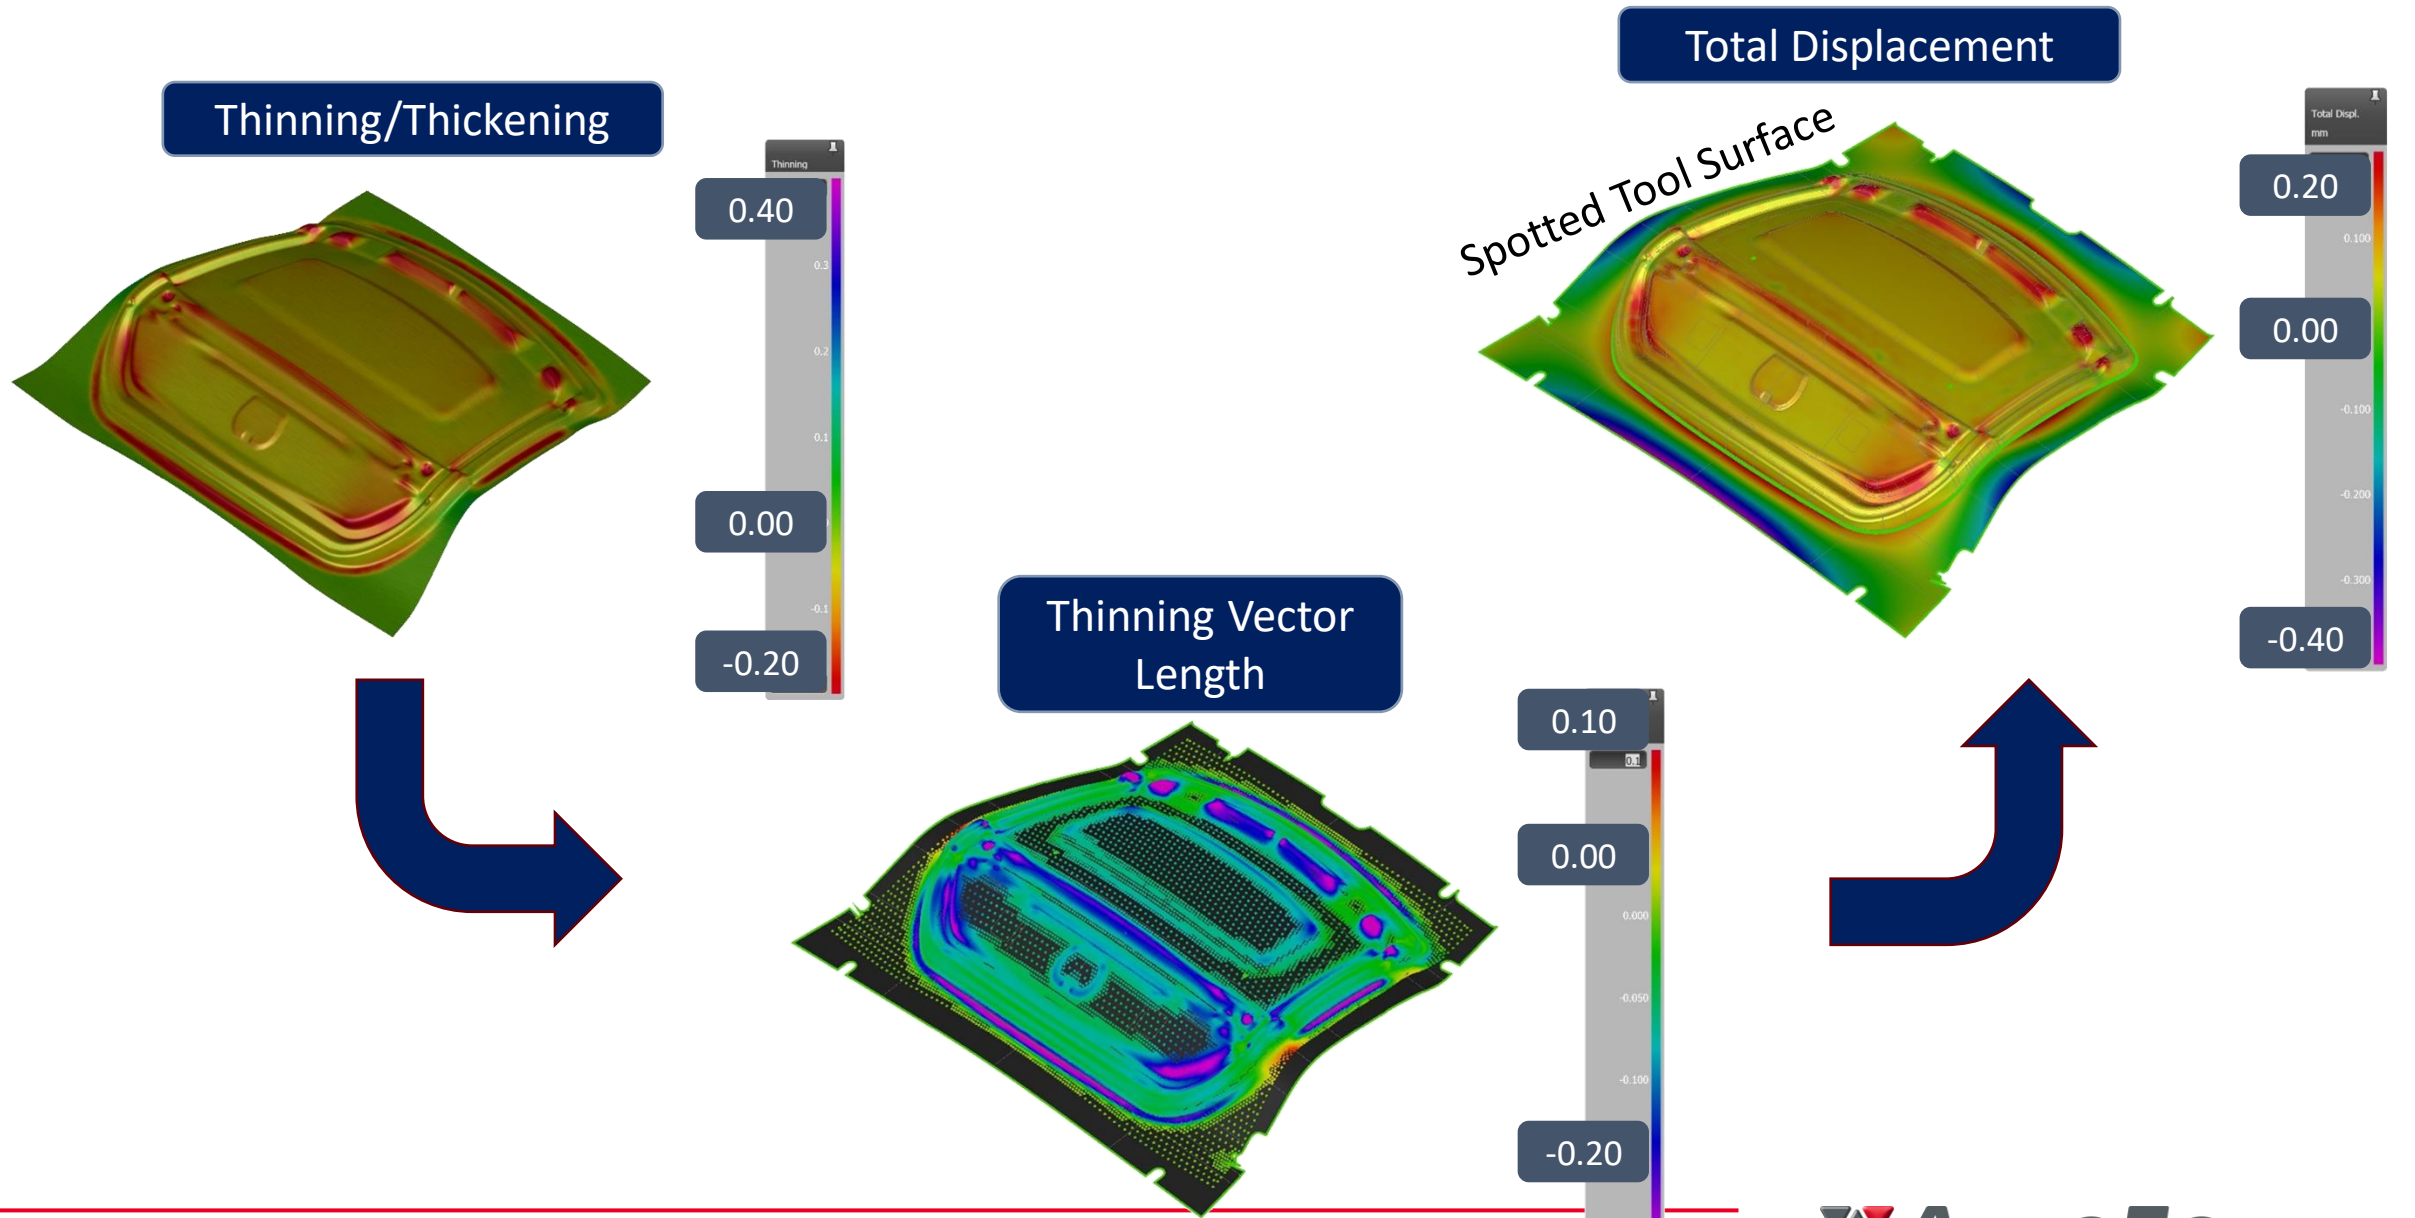 Total Displacement
Thinning/Thickening
Spotted Tool Surface
Total Displ.
mm
0.20
0.100
0.00
-0.100
-0.200
-0.300
-0.40
Thinning
0.40
0.3
0.2
0.1
0.00
-0.1
-0.20
Thinning Vector
Length
0.10
0.1
0.00
0.000
-0.050
-0.100
-0.20